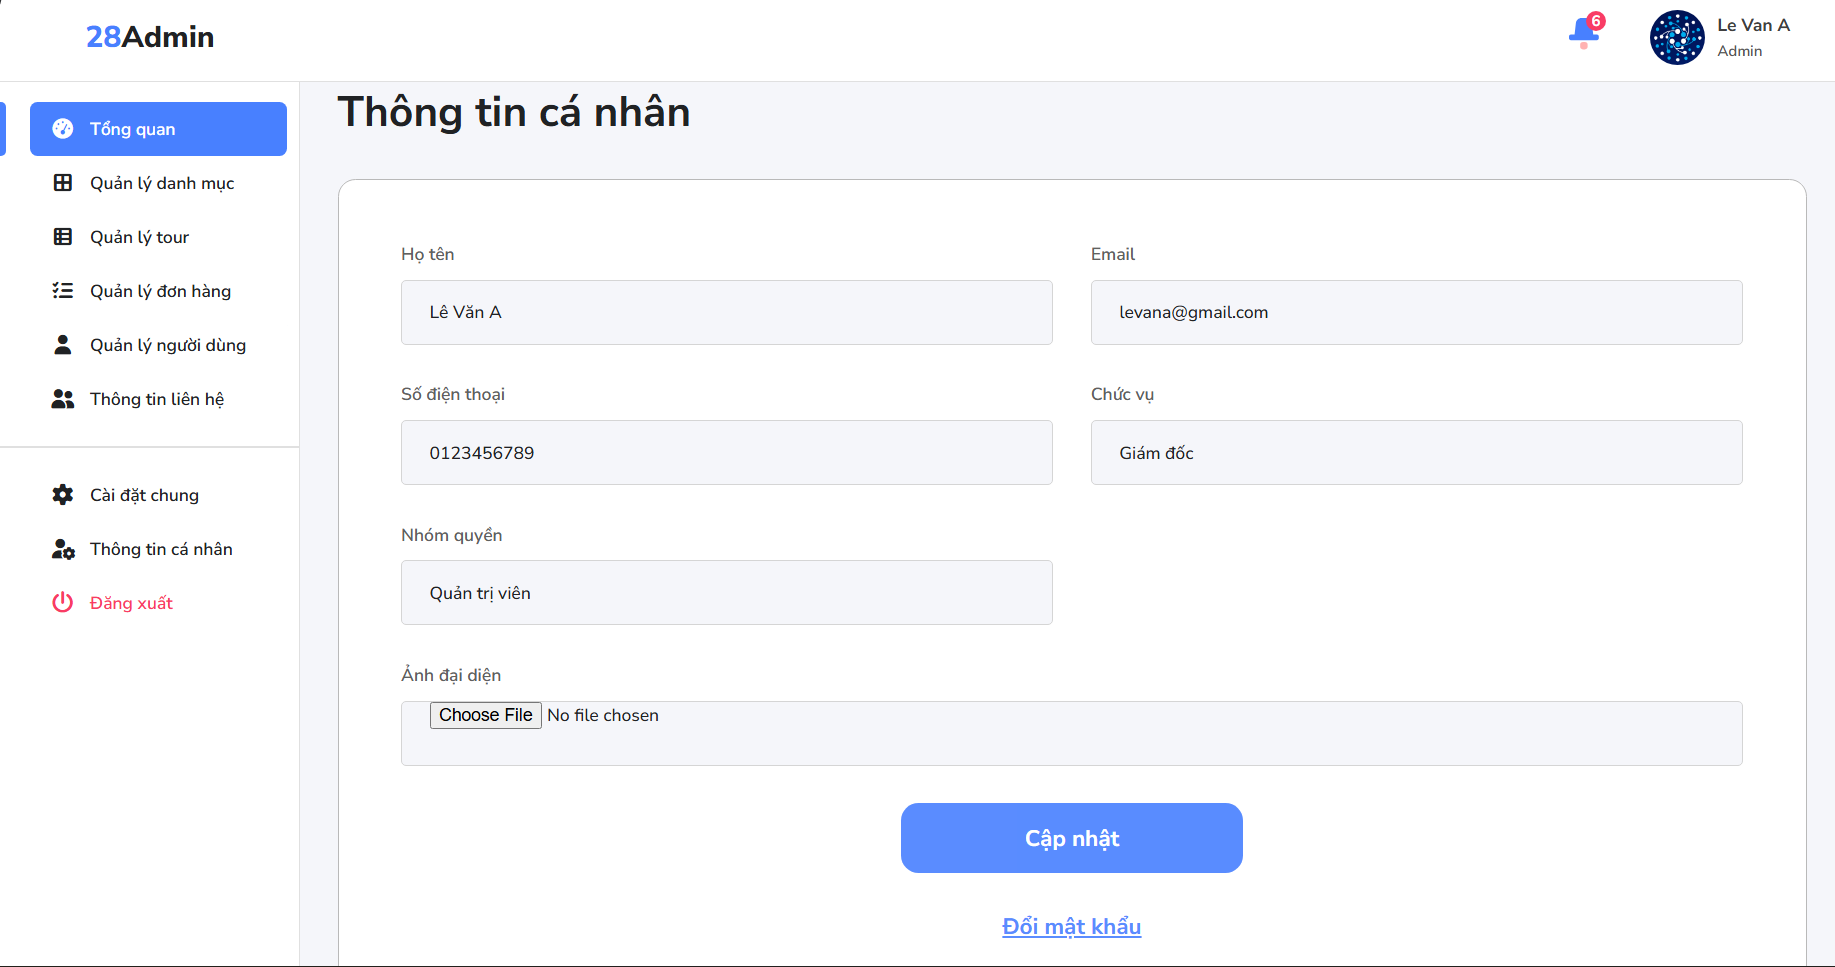 28Admin
6
Le Van A
Admin
Tổng quan
Quản lý danh mục
Quản lý tour
Quản lý đơn hàng
Quản lý người dùng
Thông tin liên hệ
Cài đặt chung
Thông tin cá nhân
Đăng xuất
Thông tin cá nhân
Họ tên
Email
Lê Văn A
levana@gmail.com
Số điện thoại
Chức vụ
0123456789
Giám đốc
Nhóm quyền
Quản trị viên
Ảnh đại diện
Choose File No file chosen
Cập nhật
Đổi mật khẩu